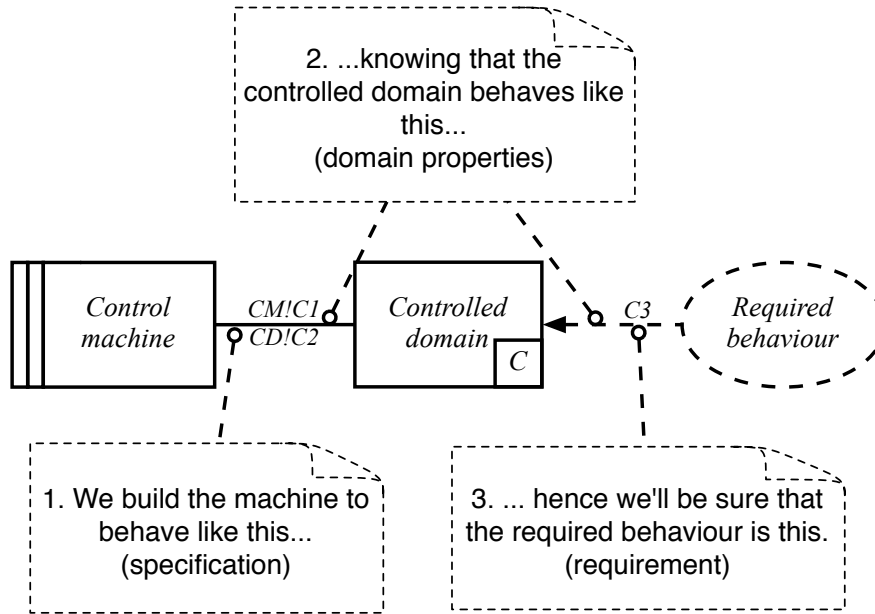 2. ...knowing that the
controlled domain behaves like
this...
(domain properties)
Control
machine
CM!C1
CD!C2
Controlled
domain
C
C3
Required
behaviour
1. We build the machine to
behave like this...
(specification)
3. ... hence we'll be sure that
the required behaviour is this.
(requirement)